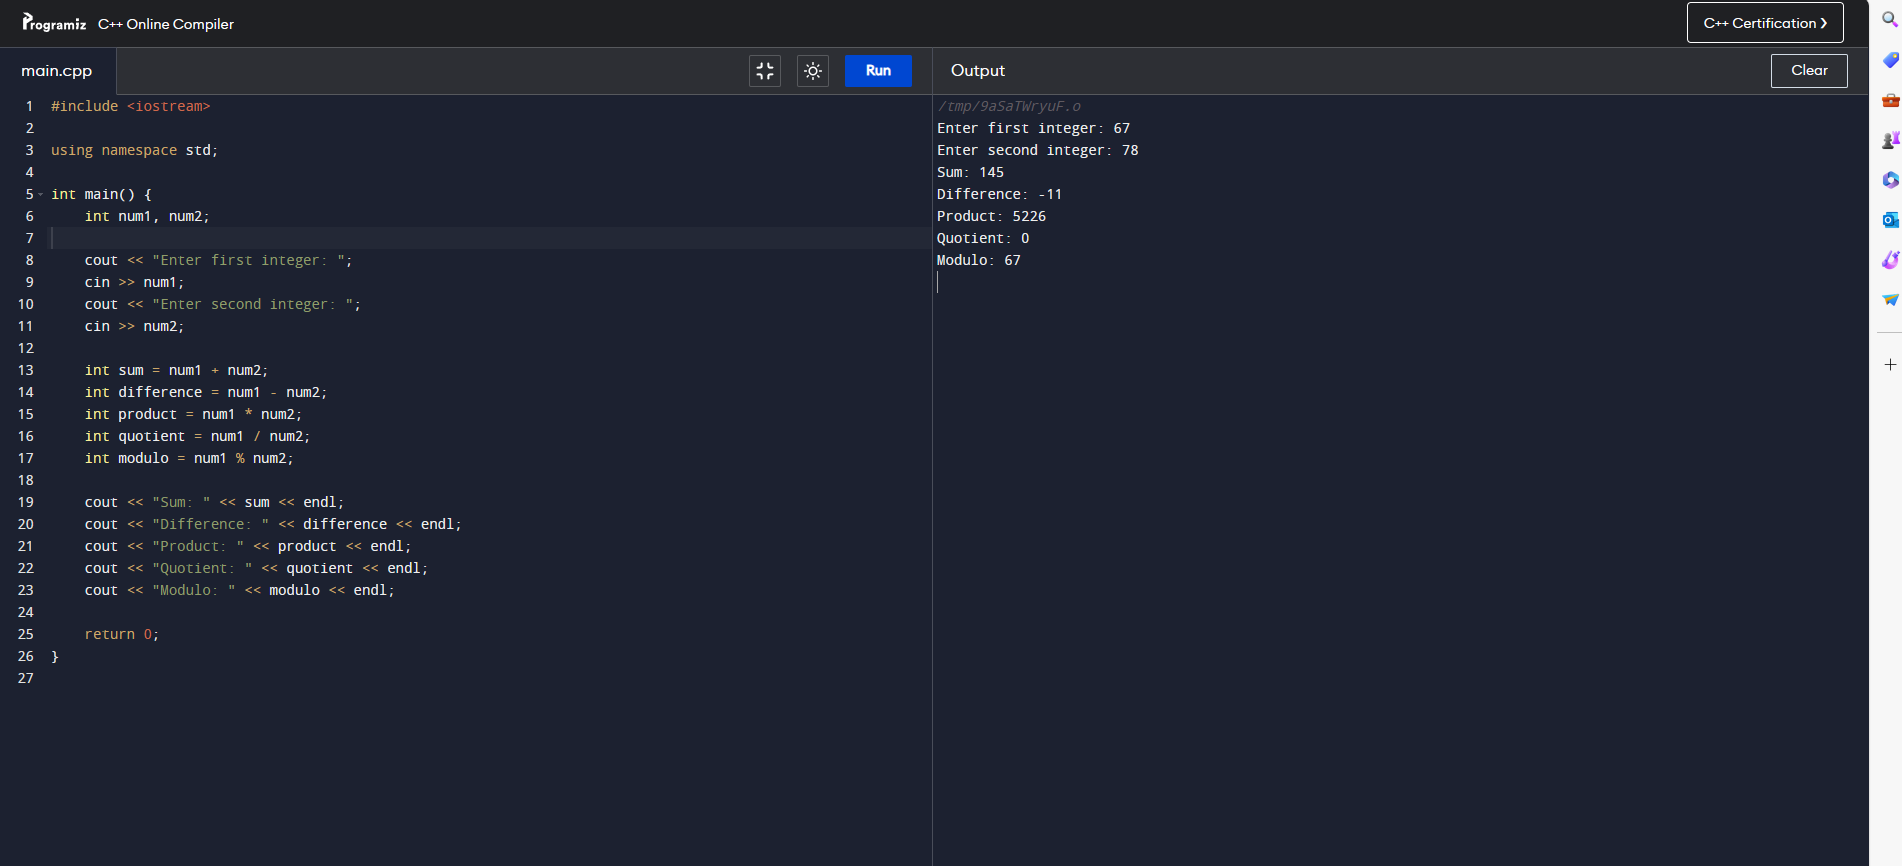 Programiz C++ Online Compiler
C++ Certification ❯
main.cpp
Run
Output
Clear
1 #include <iostream>
2
3 using namespace std;
4
5 int main() {
6     int num1, num2;
7
8     cout << "Enter first integer: ";
9     cin >> num1;
10     cout << "Enter second integer: ";
11     cin >> num2;
12
13     int sum = num1 + num2;
14     int difference = num1 - num2;
15     int product = num1 * num2;
16     int quotient = num1 / num2;
17     int modulo = num1 % num2;
18
19     cout << "Sum: " << sum << endl;
20     cout << "Difference: " << difference << endl;
21     cout << "Product: " << product << endl;
22     cout << "Quotient: " << quotient << endl;
23     cout << "Modulo: " << modulo << endl;
24
25     return 0;
26 }
27
/tmp/9aSaTWryuF.o
Enter first integer: 67
Enter second integer: 78
Sum: 145
Difference: -11
Product: 5226
Quotient: 0
Modulo: 67